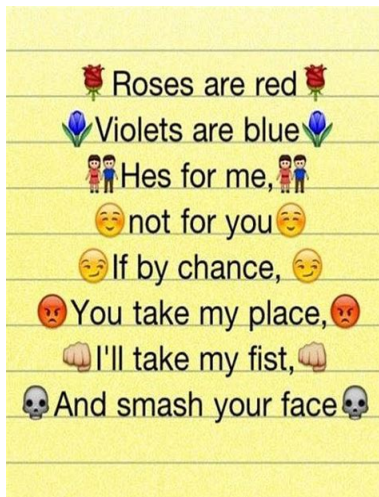 🌹Roses are red🌹
🌷Violets are blue🌷
👫Hes for me,👫
☺️not for you☺️
😏If by chance, 😏
😡You take my place,😡
👊I'll take my fist,👊
💀And smash your face💀